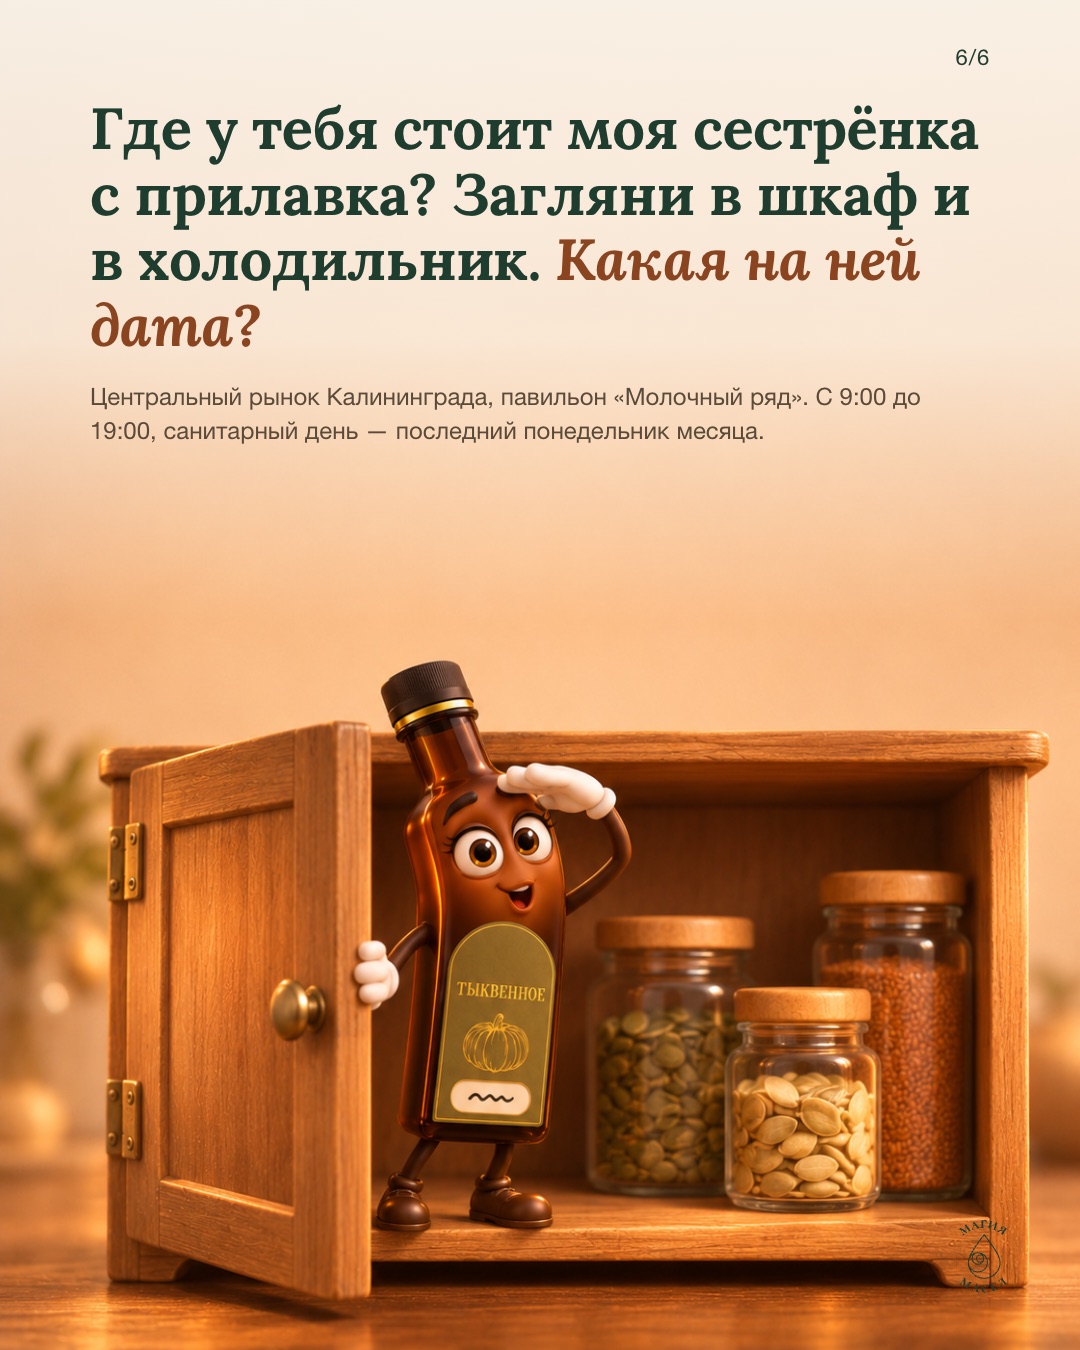 6/6
Где у тебя стоит моя сестрёнка
с прилавка? Загляни в шкаф и
в холодильник. Какая на ней
дата?
Центральный рынок Калининграда, павильон «Молочный ряд». С 9:00 до
19:00, санитарный день — последний понедельник месяца.
ТЫКВЕННОЕ
МАГИЯ